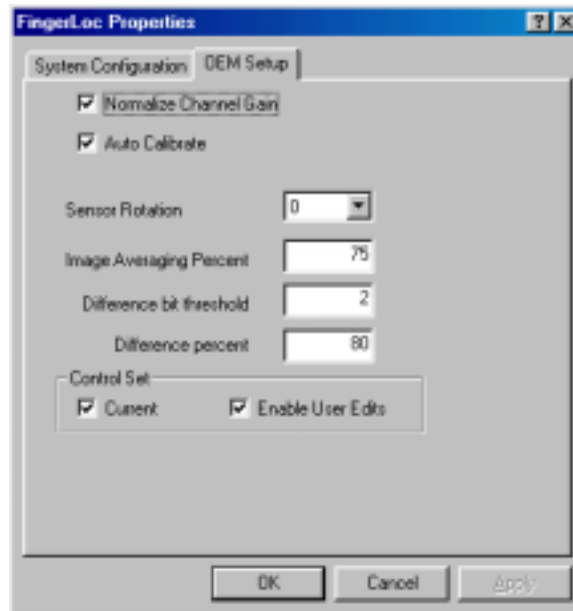 FingerLoc Properties
System Configuration OEM Setup
Normalize Channel Gain
Auto Calibrate
Sensor Rotation 0
Image Averaging Percent 75
Difference bit threshold 2
Difference percent 80
Control Set
Current Enable User Edits
OK Cancel Apply